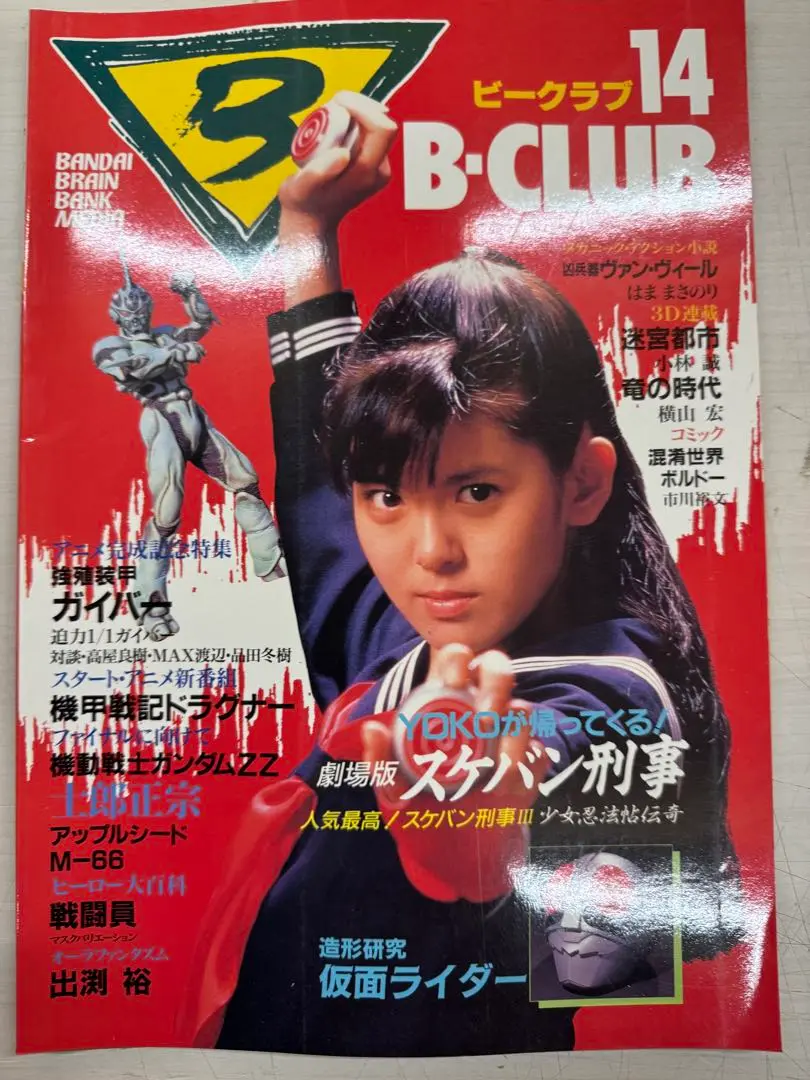 B
BANDAI
BRAIN
BANK
MEDIA
ビークラブ 14
B·CLUB
メカニック・アクション小説
凶兵器ヴァン・ヴィール
はま まさのり
3D連載
迷宮都市
小林 誠
竜の時代
横山 宏
コミック
混淆世界
ボルドー
市川裕文
アニメ完成記念特集
強殖装甲
ガイバー
迫力1/1ガイバー
対談・高屋良樹・MAX渡辺・品田冬樹
スタート・アニメ新番組
機甲戦記ドラグナー
ファイナルに向けて
機動戦士ガンダムZZ
士郎正宗
アップルシード
M-66
ヒーロー大百科
戦闘員
マスクバリエーション
オーラファンタズム
出渕 裕
YOKOが帰ってくる!
劇場版 スケバン刑事
人気最高!スケバン刑事III 少女忍法帖伝奇
造形研究
仮面ライダー